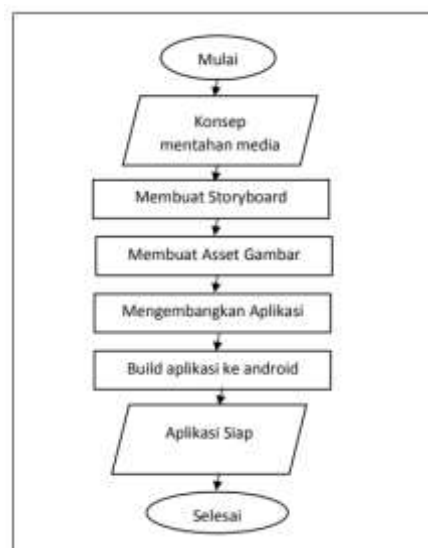 Mulai
Konsep
mentahan media
Membuat Storyboard
Membuat Asset Gambar
Mengembangkan Aplikasi
Build aplikasi ke android
Aplikasi Siap
Selesai